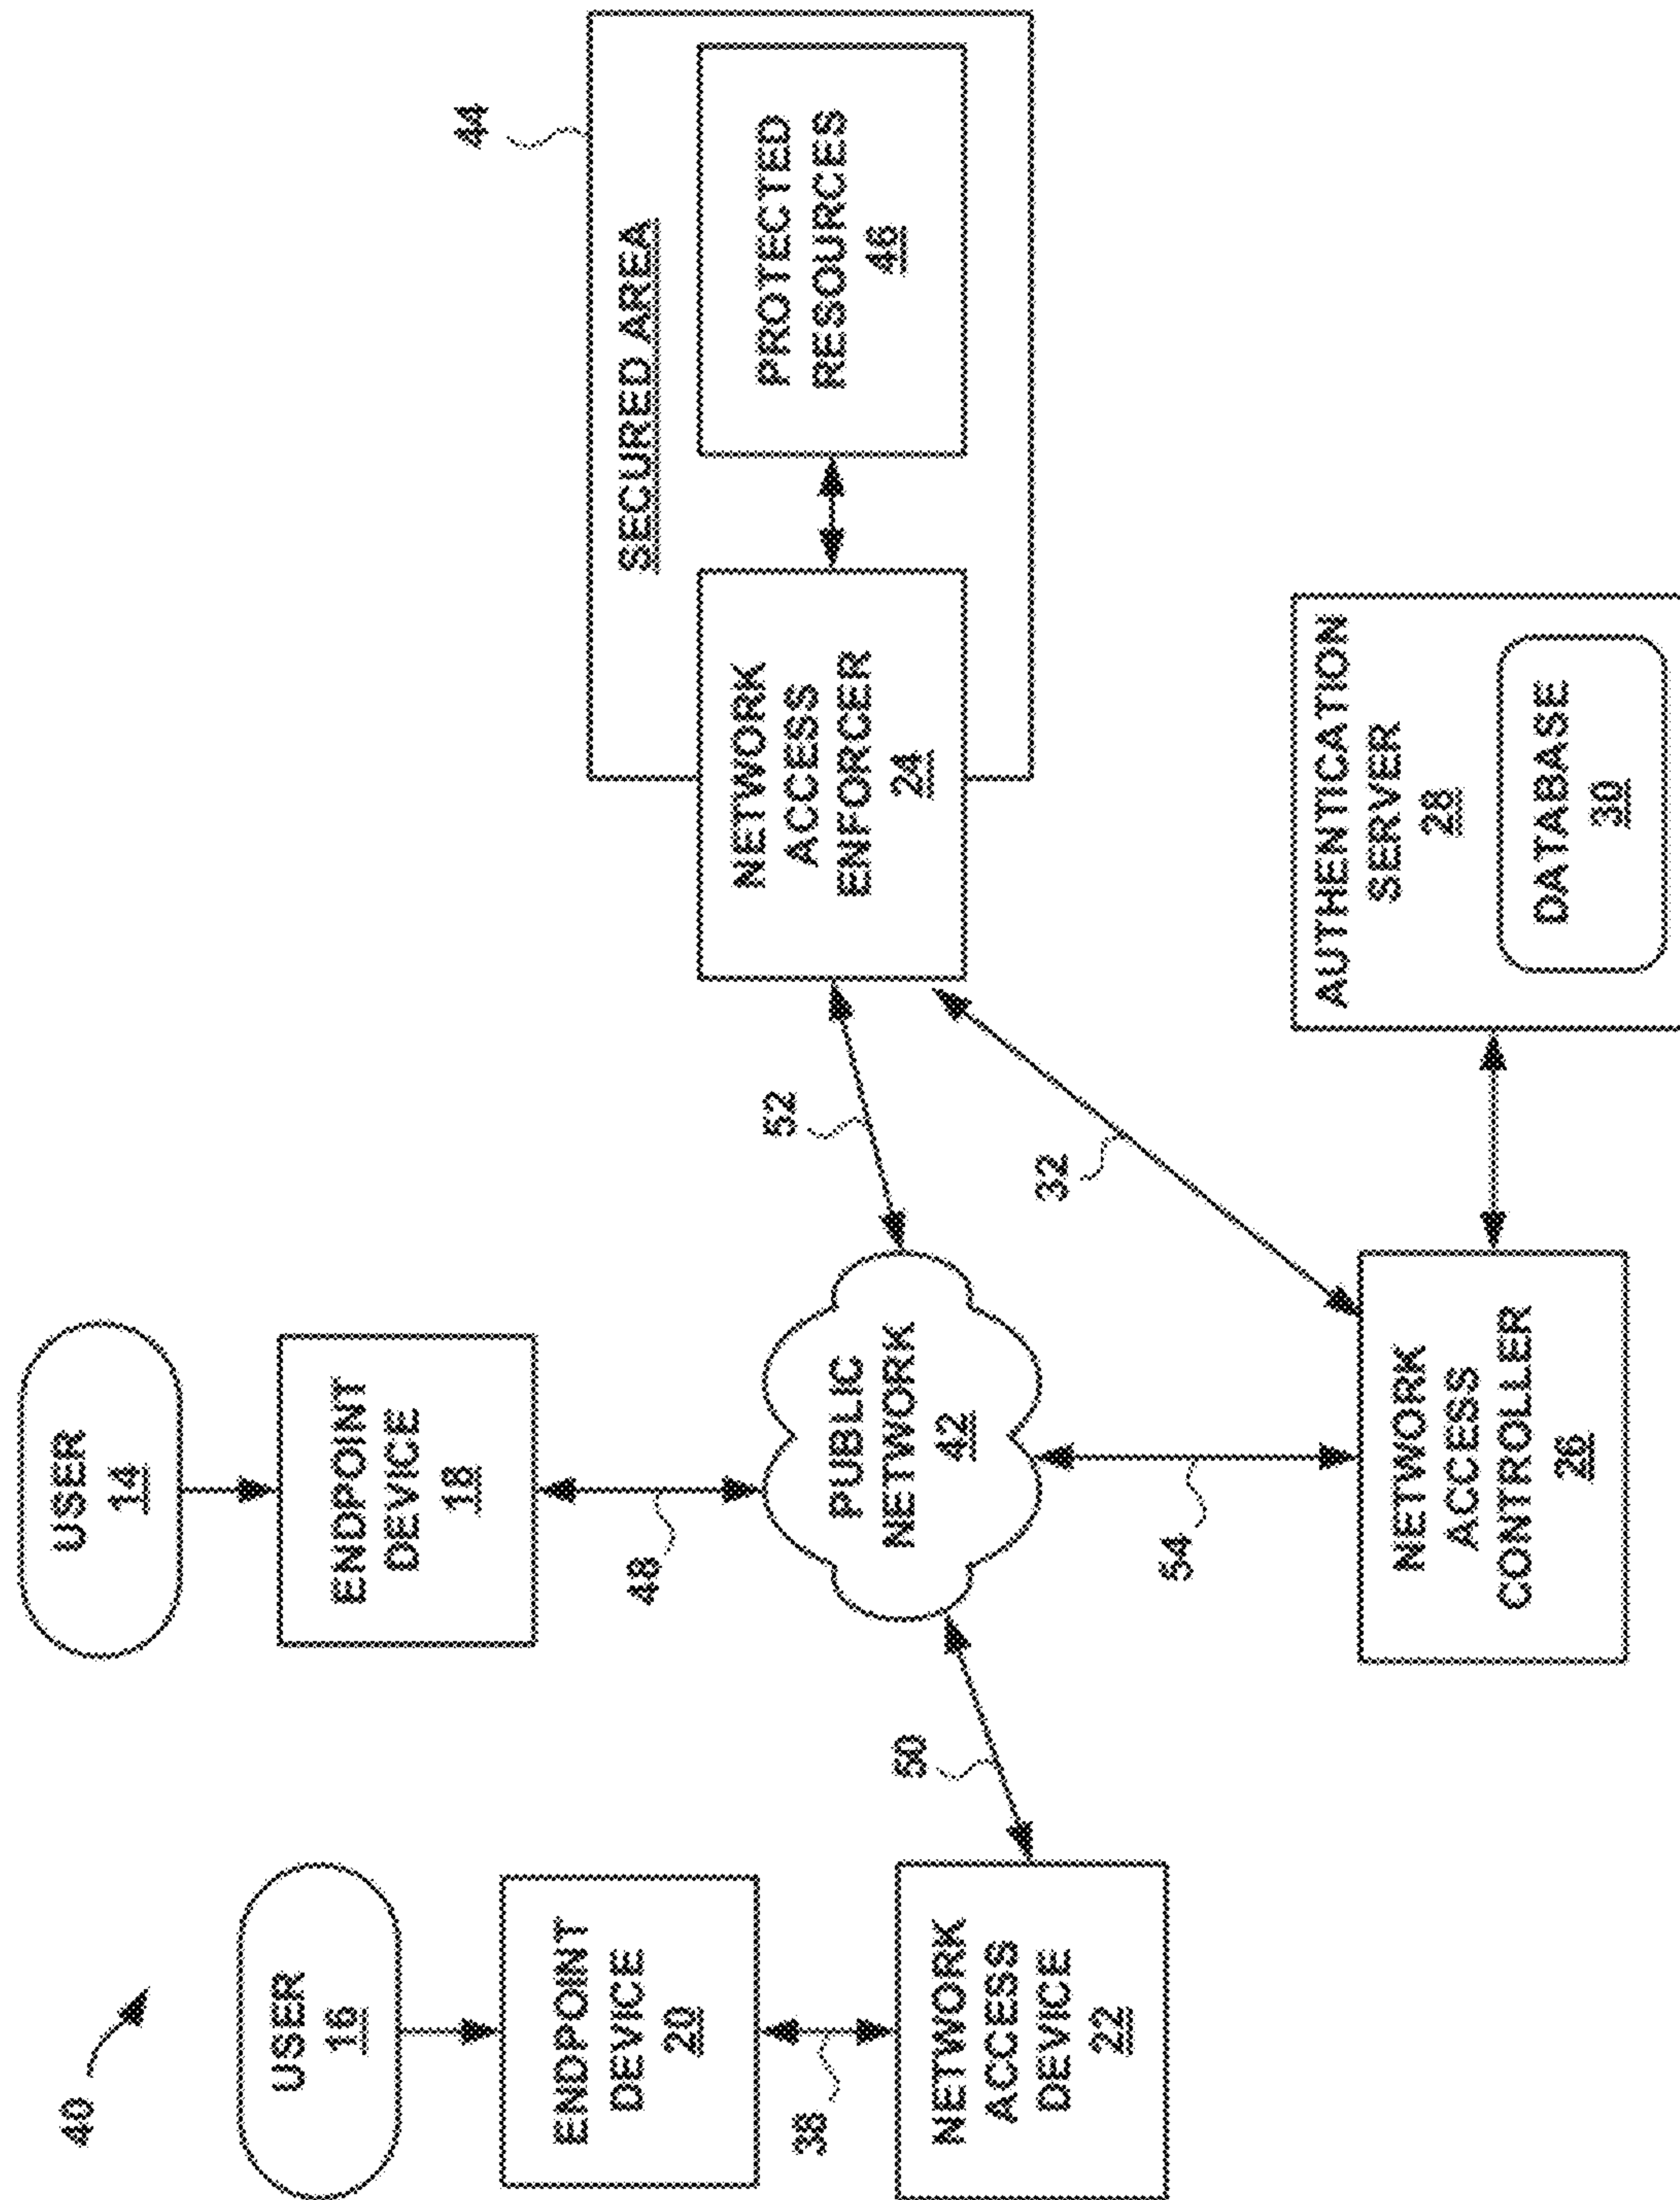 40
USER
14
USER
16
ENDPOINT
DEVICE
18
44
ENDPOINT
DEVICE
20
SECURED AREA
48
38
PUBLIC
NETWORK
42
52
NETWORK
ACCESS
ENFORCER
24
PROTECTED
RESOURCES
46
50
NETWORK
ACCESS
DEVICE
22
32
54
NETWORK
ACCESS
CONTROLLER
26
AUTHENTICATION
SERVER
28
DATABASE
30